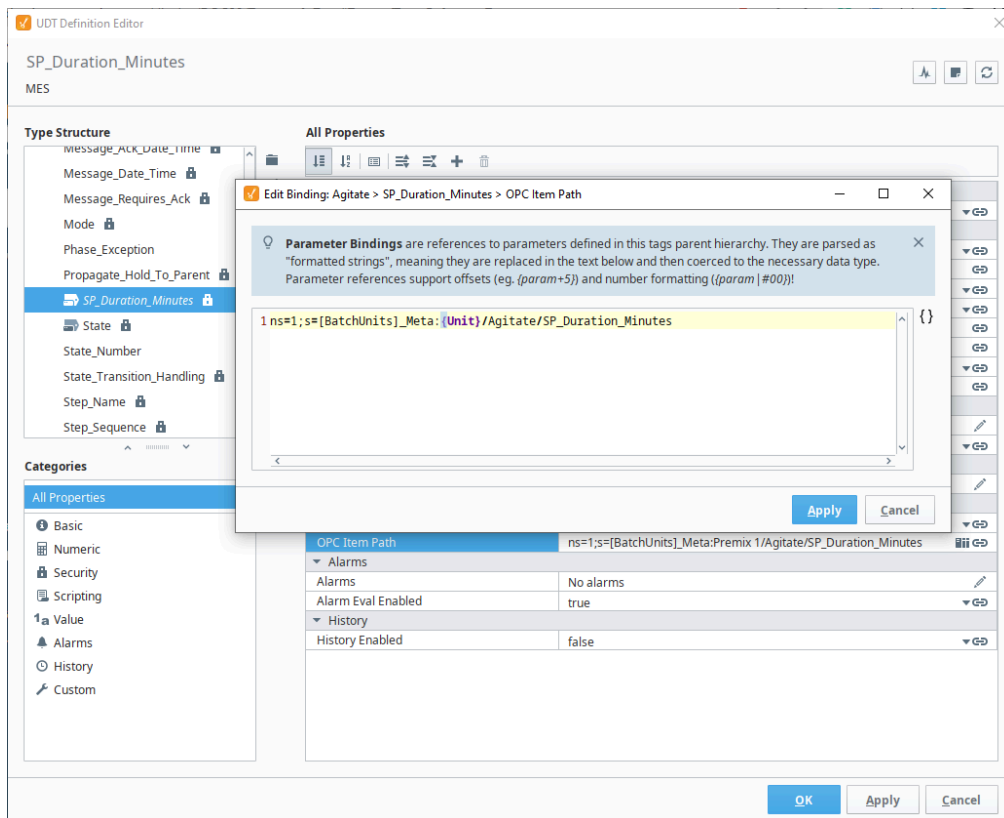 UDT Definition Editor
SP_Duration_Minutes
MES
Type Structure
Message_Ack_Date_Time
Message_Date_Time
Message_Requires_Ack
Mode
Phase_Exception
Propagate_Hold_To_Parent
SP_Duration_Minutes
State
State_Number
State_Transition_Handling
Step_Name
Step_Sequence
Categories
All Properties
Basic
Numeric
Security
Scripting
1a Value
Alarms
History
Custom
All Properties
Edit Binding: Agitate > SP_Duration_Minutes > OPC Item Path
Parameter Bindings are references to parameters defined in this tags parent hierarchy. They are parsed as
"formatted strings", meaning they are replaced in the text below and then coerced to the necessary data type.
Parameter references support offsets (eg. {param+5}) and number formatting ({param|#00})!
1 ns=1;s=[BatchUnits]_Meta:{Unit}/Agitate/SP_Duration_Minutes
{}
Apply Cancel
OPC Item Path ns=1;s=[BatchUnits]_Meta:Premix 1/Agitate/SP_Duration_Minutes
Alarms
Alarms No alarms
Alarm Eval Enabled true
History
History Enabled false
OK Apply Cancel